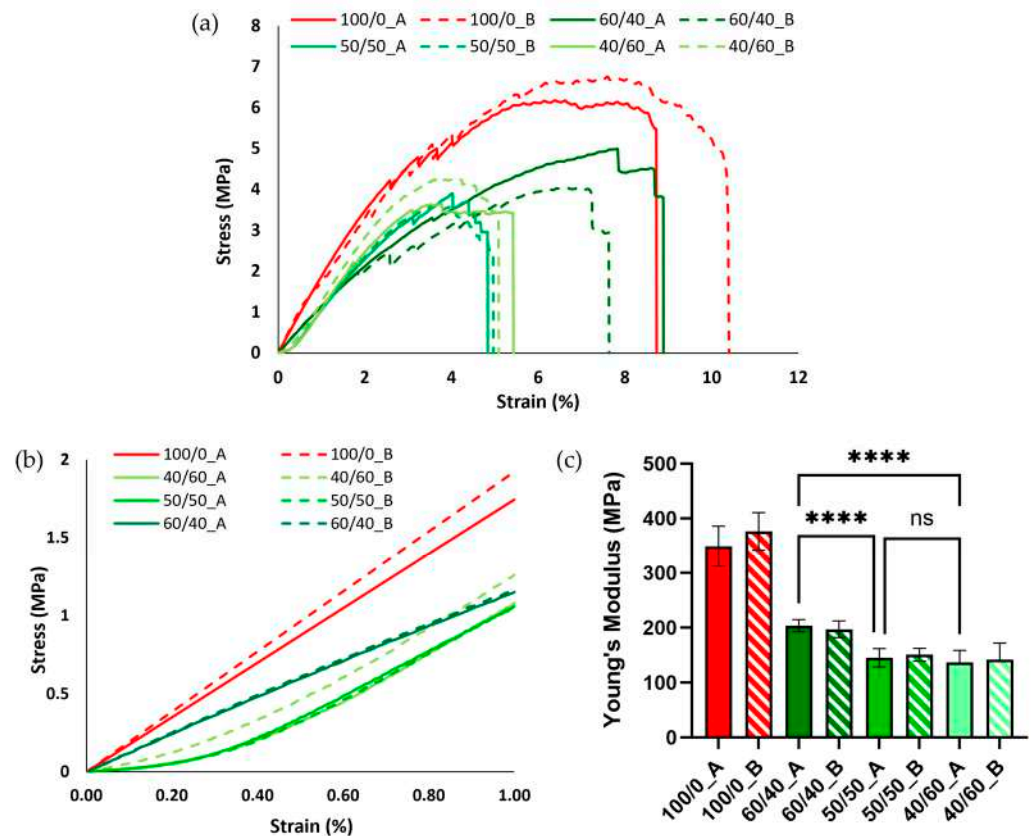 (a)
100/0_A 100/0_B 60/40_A 60/40_B
50/50_A 50/50_B 40/60_A 40/60_B
8
7
6
5
4
3
2
1
0
Stress (MPa)
0 2 4 6 8 10 12
Strain (%)
(b)
100/0_A 100/0_B
40/60_A 40/60_B
50/50_A 50/50_B
60/40_A 60/40_B
2
1.5
1
0.5
0
Stress (MPa)
0.00 0.20 0.40 0.60 0.80 1.00
Strain (%)
(c)
500
400
300
200
100
0
Young's Modulus (MPa)
****
****
ns
100/0_A
100/0_B
60/40_A
60/40_B
50/50_A
50/50_B
40/60_A
40/60_B